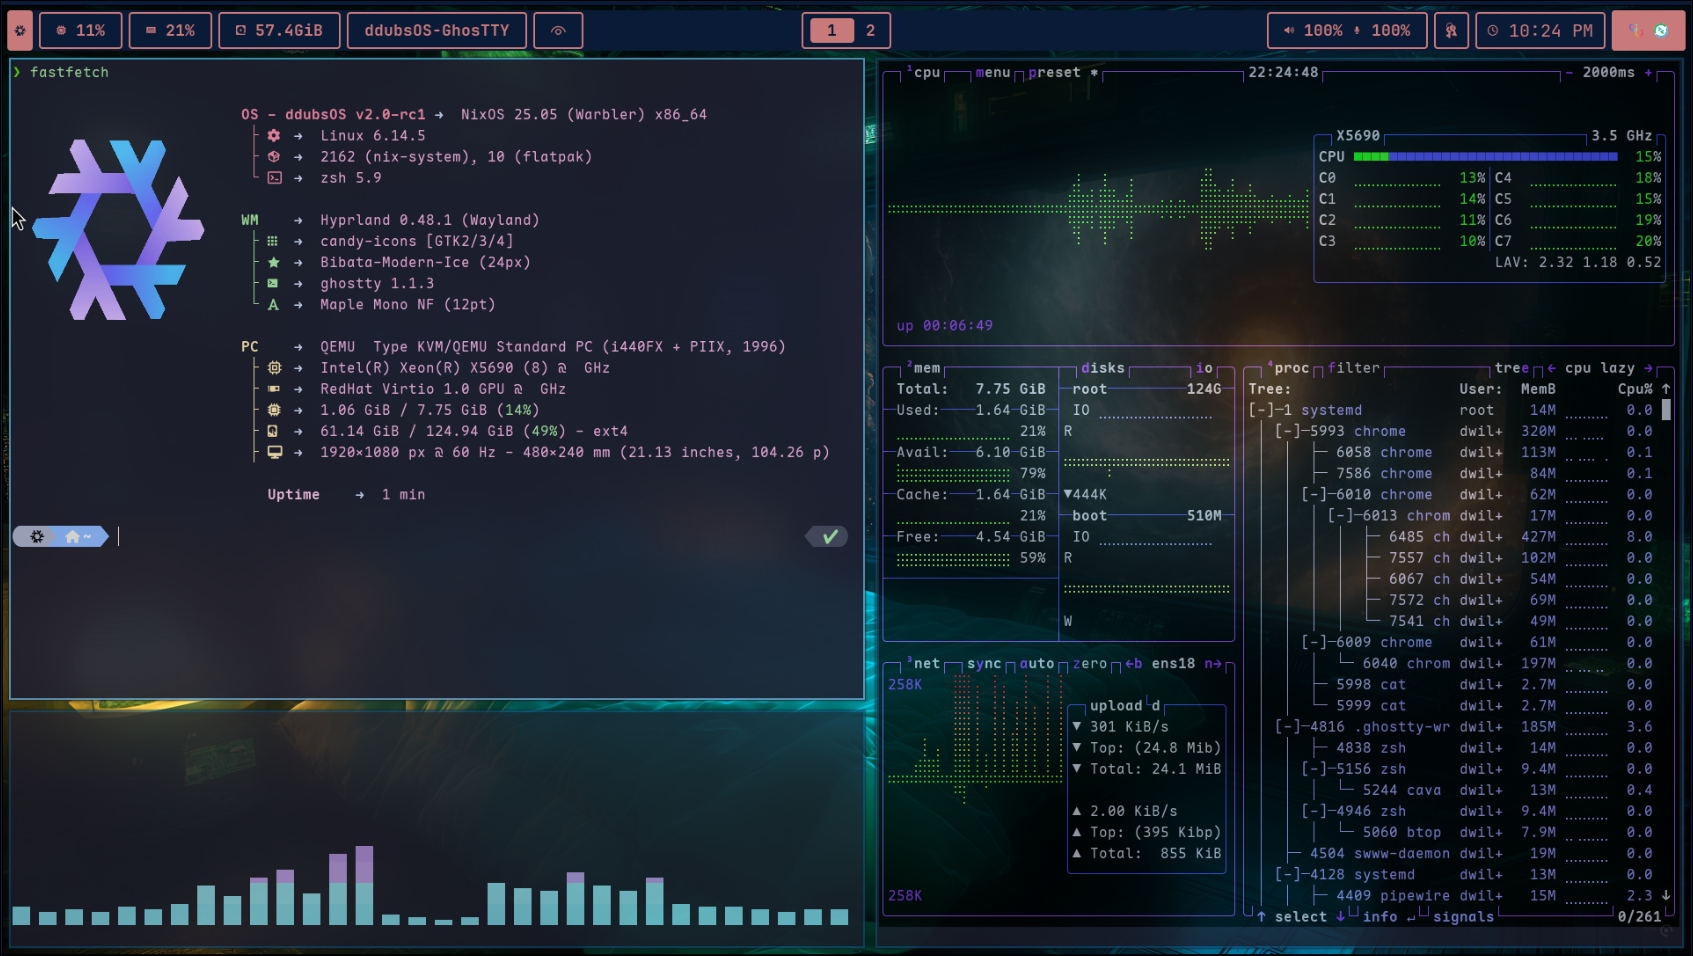 11%
21%
57.4GiB
ddubsOS-GhosTTY
1 2
100% 100%
10:24 PM
❯ fastfetch
OS - ddubsOS v2.0-rc1 → NixOS 25.05 (Warbler) x86_64
→ Linux 6.14.5
→ 2162 (nix-system), 10 (flatpak)
→ zsh 5.9
WM → Hyprland 0.48.1 (Wayland)
→ candy-icons [GTK2/3/4]
→ Bibata-Modern-Ice (24px)
→ ghostty 1.1.3
→ Maple Mono NF (12pt)
PC → QEMU Type KVM/QEMU Standard PC (i440FX + PIIX, 1996)
→ Intel(R) Xeon(R) X5690 (8) @ GHz
→ RedHat Virtio 1.0 GPU @ GHz
→ 1.06 GiB / 7.75 GiB (14%)
→ 61.14 GiB / 124.94 GiB (49%) - ext4
→ 1920×1080 px @ 60 Hz - 480×240 mm (21.13 inches, 104.26 p)
Uptime → 1 min
~
¹cpu menu preset * 22:24:48 - 2000ms +
X5690 3.5 GHz
CPU 15%
C0 13% C4 18%
C1 14% C5 15%
C2 11% C6 19%
C3 10% C7 20%
LAV: 2.32 1.18 0.52
up 00:06:49
²mem
Total: 7.75 GiB
Used: 1.64 GiB
21%
Avail: 6.10 GiB
79%
Cache: 1.64 GiB
21%
Free: 4.54 GiB
59%
disks io
root 124G
IO
R
▼444K
boot 510M
IO
R
W
³net sync auto zero ←b ens18 n→
258K
upload d
▼ 301 KiB/s
▼ Top: (24.8 Mib)
▼ Total: 24.1 MiB
▲ 2.00 KiB/s
▲ Top: (395 Kibp)
▲ Total: 855 KiB
258K
⁴proc filter tree ← cpu lazy →
Tree: User: MemB Cpu% ↑
[-]-1 systemd root 14M 0.0
[-]-5993 chrome dwil+ 320M 0.0
6058 chrome dwil+ 113M 0.1
7586 chrome dwil+ 84M 0.1
[-]-6010 chrome dwil+ 62M 0.0
[-]-6013 chrom dwil+ 17M 0.0
6485 ch dwil+ 427M 8.0
7557 ch dwil+ 102M 0.0
6067 ch dwil+ 54M 0.0
7572 ch dwil+ 69M 0.0
7541 ch dwil+ 49M 0.0
[-]-6009 chrome dwil+ 61M 0.0
6040 chrom dwil+ 197M 0.0
5998 cat dwil+ 2.7M 0.0
5999 cat dwil+ 2.7M 0.0
[-]-4816 .ghostty-wr dwil+ 185M 3.6
4838 zsh dwil+ 14M 0.0
[-]-5156 zsh dwil+ 9.4M 0.0
5244 cava dwil+ 13M 0.4
[-]-4946 zsh dwil+ 9.4M 0.0
5060 btop dwil+ 7.9M 0.0
4504 swww-daemon dwil+ 19M 0.0
[-]-4128 systemd dwil+ 13M 0.0
4409 pipewire dwil+ 15M 2.3 ↓
↑ select ↓ info ↵ signals 0/261